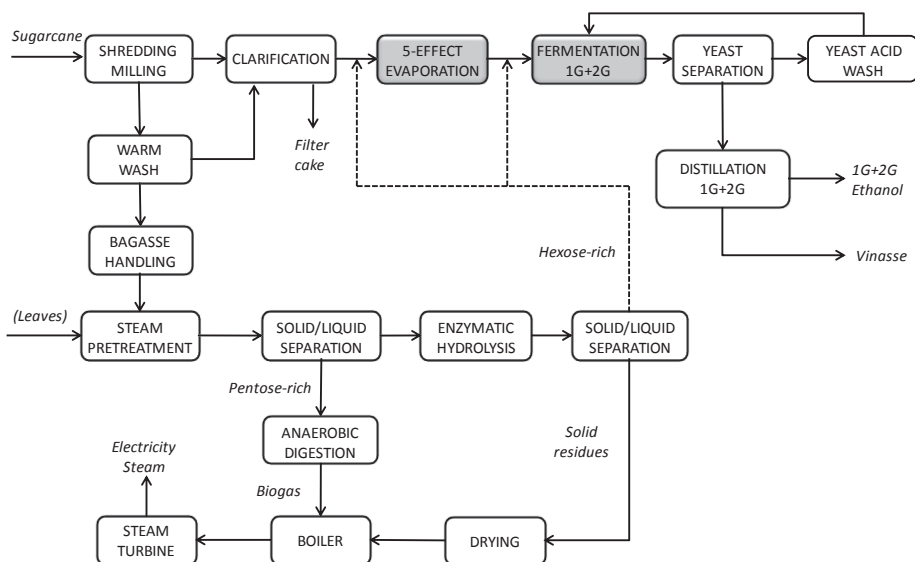 Sugarcane
SHREDDING
MILLING
CLARIFICATION
5-EFFECT
EVAPORATION
FERMENTATION
1G+2G
YEAST
SEPARATION
YEAST ACID
WASH
WARM
WASH
Filter
cake
DISTILLATION
1G+2G
1G+2G
Ethanol
BAGASSE
HANDLING
Hexose-rich
Vinasse
(Leaves)
STEAM
PRETREATMENT
SOLID/LIQUID
SEPARATION
ENZYMATIC
HYDROLYSIS
SOLID/LIQUID
SEPARATION
Pentose-rich
ANAEROBIC
DIGESTION
Solid
residues
Electricity
Steam
Biogas
STEAM
TURBINE
BOILER
DRYING